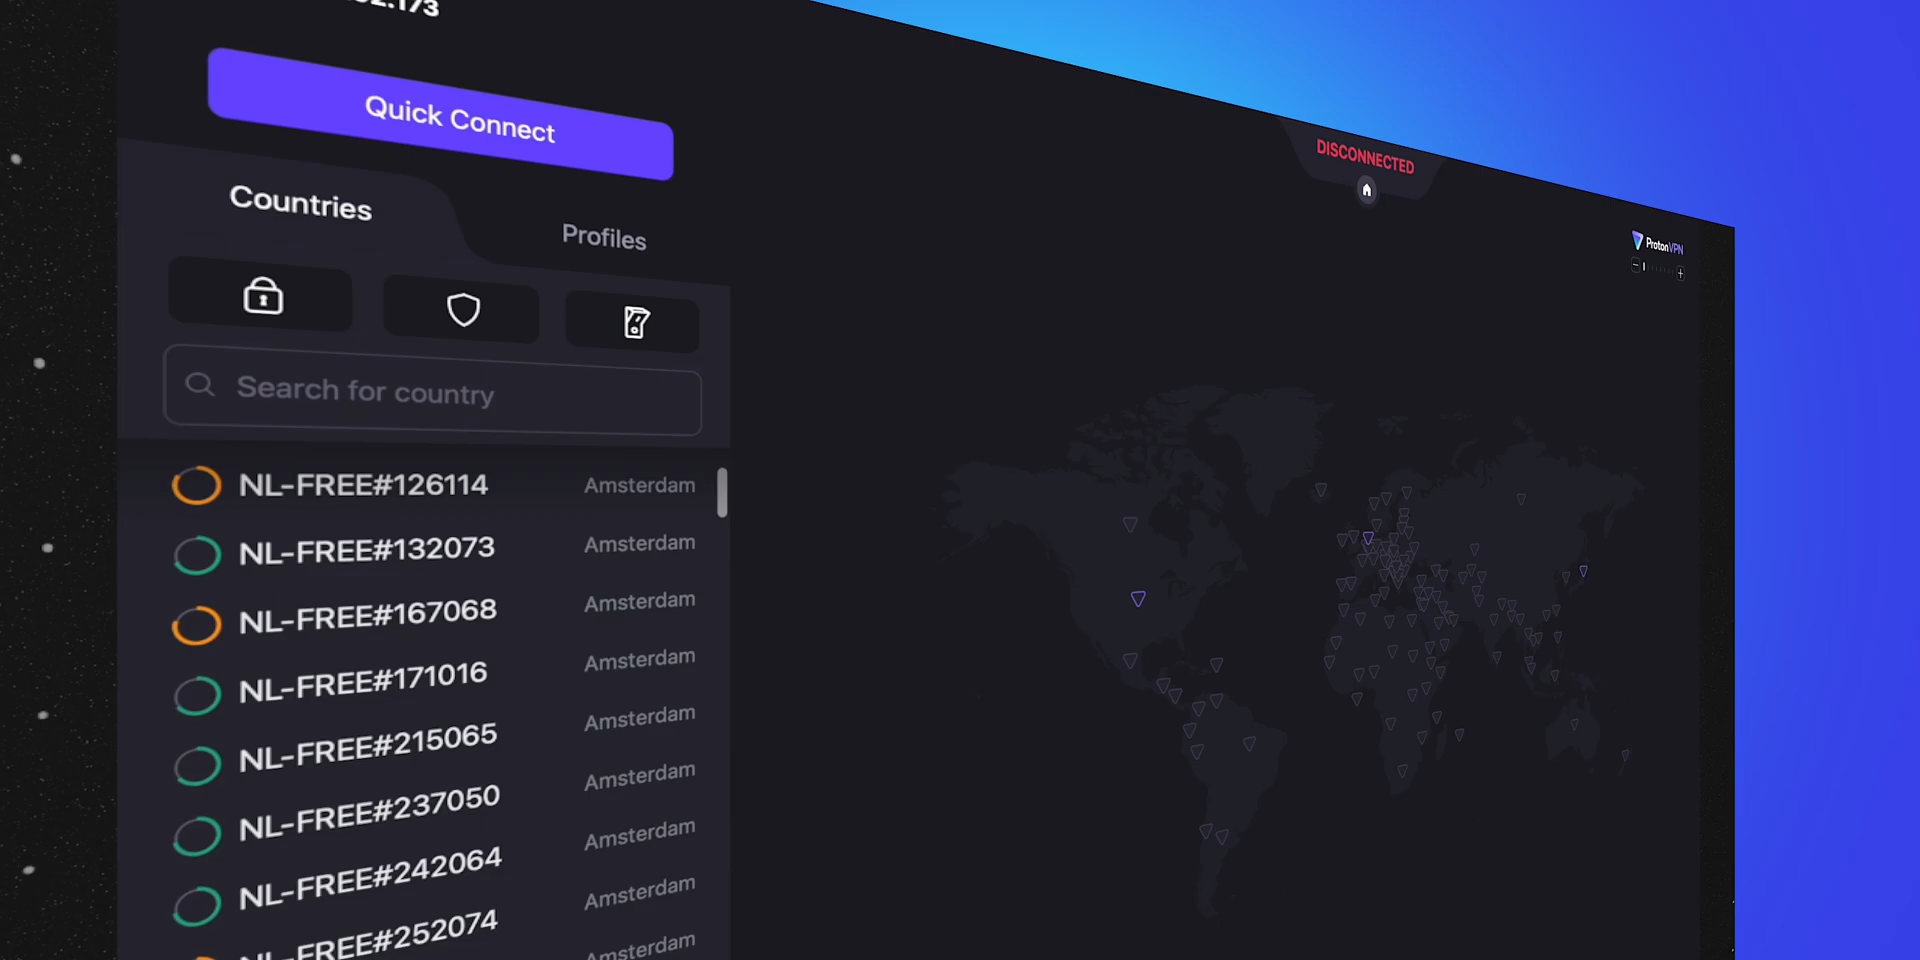 Quick Connect
DISCONNECTED
ProtonVPN
Countries
Profiles
Search for country
NL-FREE#126114 Amsterdam
NL-FREE#132073 Amsterdam
NL-FREE#167068 Amsterdam
NL-FREE#171016 Amsterdam
NL-FREE#215065 Amsterdam
NL-FREE#237050 Amsterdam
NL-FREE#242064 Amsterdam
NL-FREE#252074 Amsterdam
Amsterdam